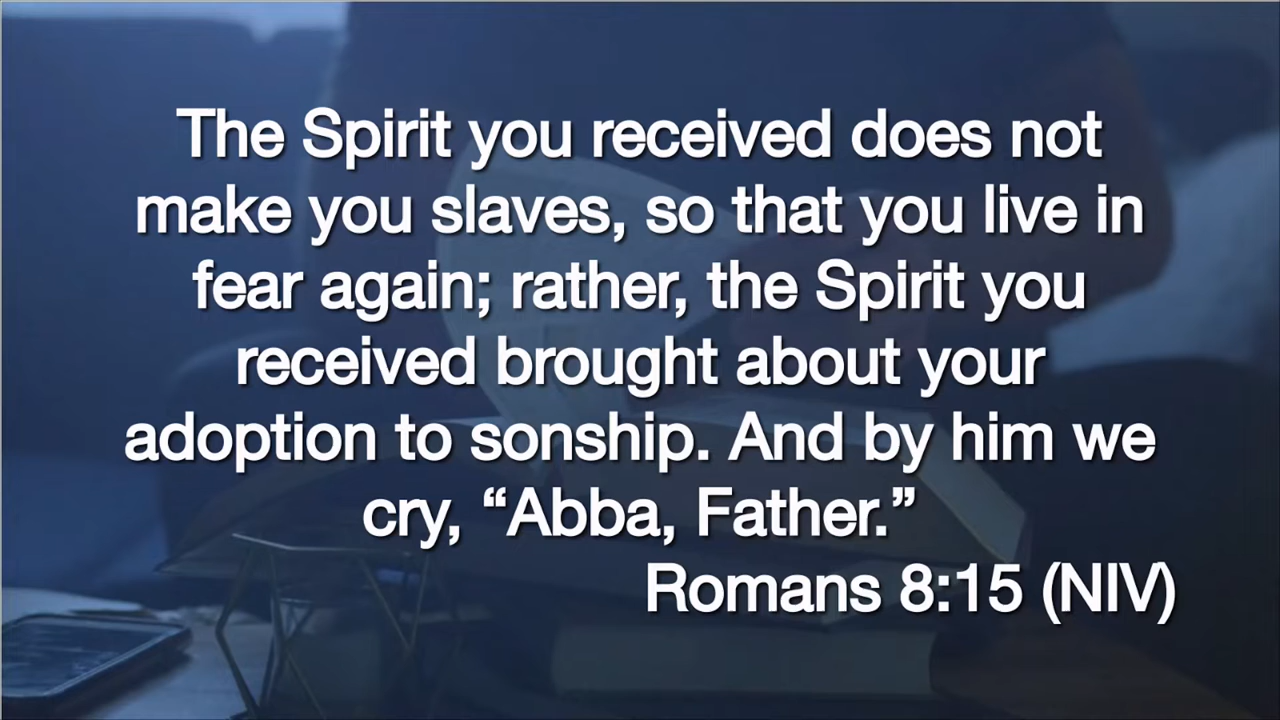 The Spirit you received does not
make you slaves, so that you live in
fear again; rather, the Spirit you
received brought about your
adoption to sonship. And by him we
cry, “Abba, Father.”
Romans 8:15 (NIV)